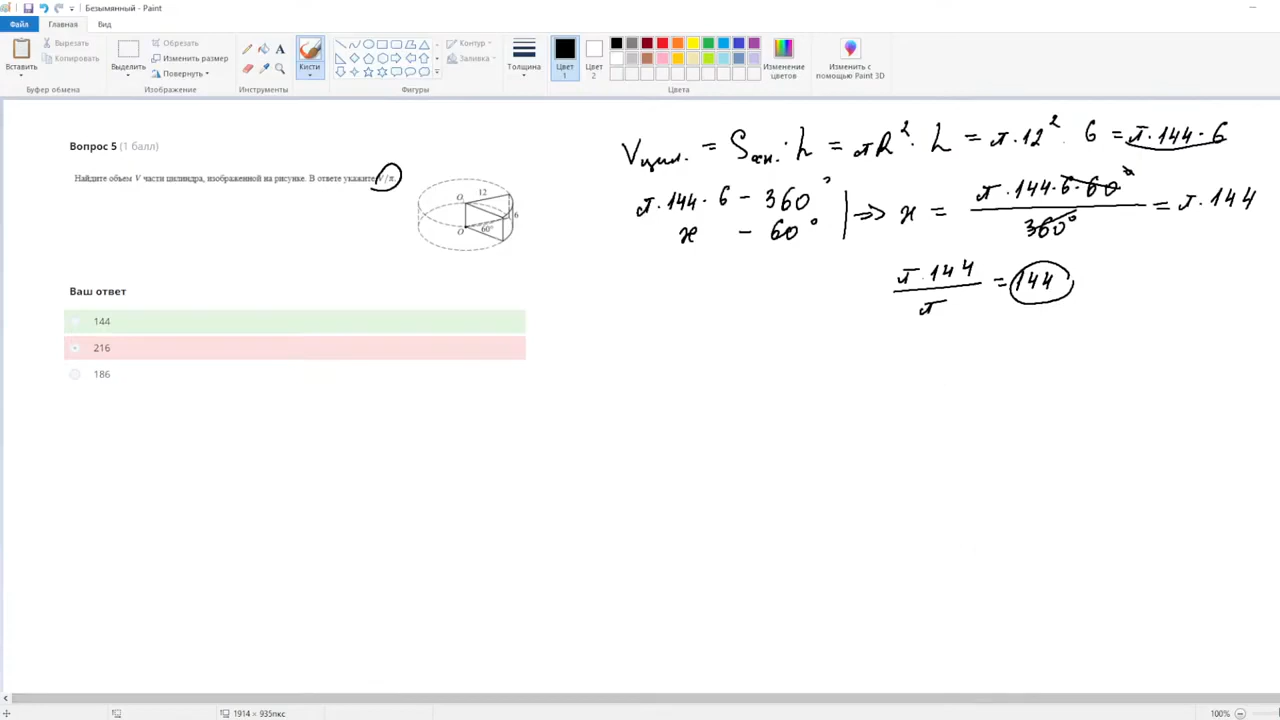 Безымянный - Paint
Файл Главная Вид
Вставить
Вырезать
Копировать
Буфер обмена
Выделить
Обрезать
Изменить размер
Повернуть
Изображение
A
Инструменты
Кисти
Контур
Заливка
Фигуры
Толщина
Цвет 1
Цвет 2
Изменение цветов
Цвета
Изменить с помощью Paint 3D
Вопрос 5 (1 балл)
Найдите объем V части цилиндра, изображенной на рисунке. В ответе укажите V/π.
12
O
6
O
60°
Ваш ответ
144
216
186
Vцил. = Sосн. · h = πR² · h = π·12² · 6 = π·144·6
π·144·6 – 360°
x – 60°
⇒ x = π·144·6·60° / 360° = π·144
π·144 / π = 144
1914 × 935пкс
100%